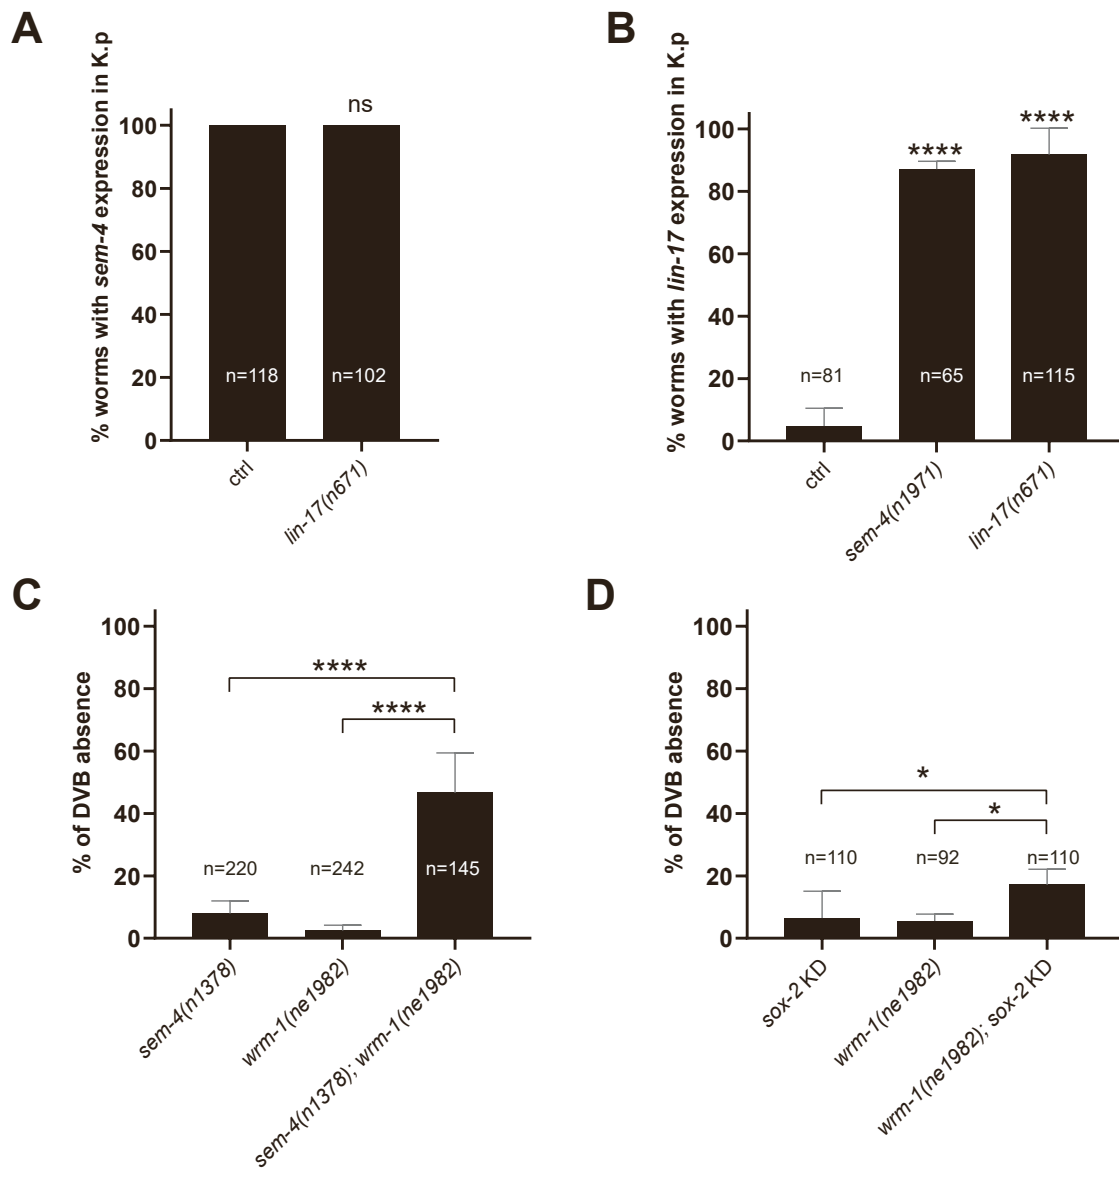 A
% worms with sem-4 expression in K.p
100
80
60
40
20
0
ns
n=118
n=102
ctrl
lin-17(n671)
B
% worms with lin-17 expression in K.p
100
80
60
40
20
0
****
****
n=81
n=65
n=115
ctrl
sem-4(n1971)
lin-17(n671)
C
% of DVB absence
100
80
60
40
20
0
****
****
n=220
n=242
n=145
sem-4(n1378)
wrm-1(ne1982)
sem-4(n1378); wrm-1(ne1982)
D
% of DVB absence
100
80
60
40
20
0
*
*
n=110
n=92
n=110
sox-2 KD
wrm-1(ne1982)
wrm-1(ne1982); sox-2 KD